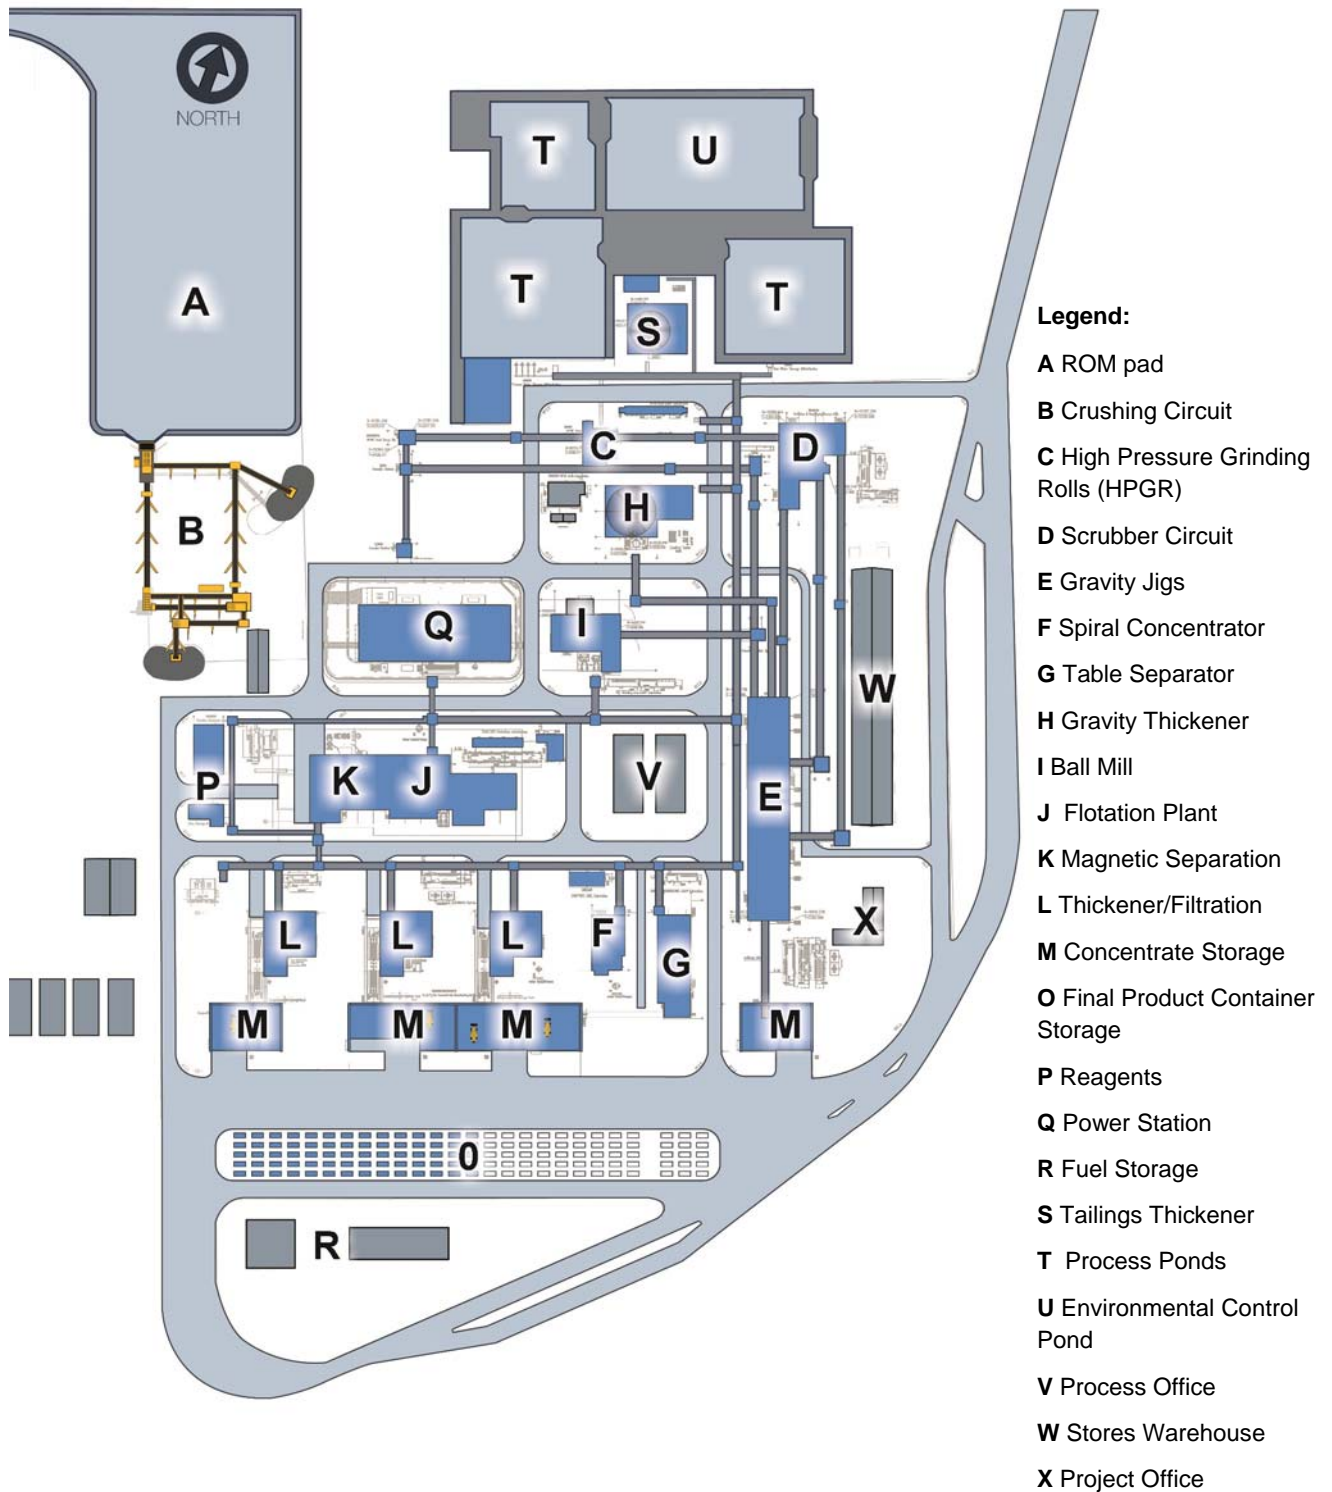 NORTH
T
U
A
T
T
S
C
D
B
H
Q
I
W
P
K
J
V
E
X
L
L
L
F
G
M
M
M
M
0
R
Legend:
A ROM pad
B Crushing Circuit
C High Pressure Grinding
Rolls (HPGR)
D Scrubber Circuit
E Gravity Jigs
F Spiral Concentrator
G Table Separator
H Gravity Thickener
I Ball Mill
J Flotation Plant
K Magnetic Separation
L Thickener/Filtration
M Concentrate Storage
O Final Product Container
Storage
P Reagents
Q Power Station
R Fuel Storage
S Tailings Thickener
T Process Ponds
U Environmental Control
Pond
V Process Office
W Stores Warehouse
X Project Office